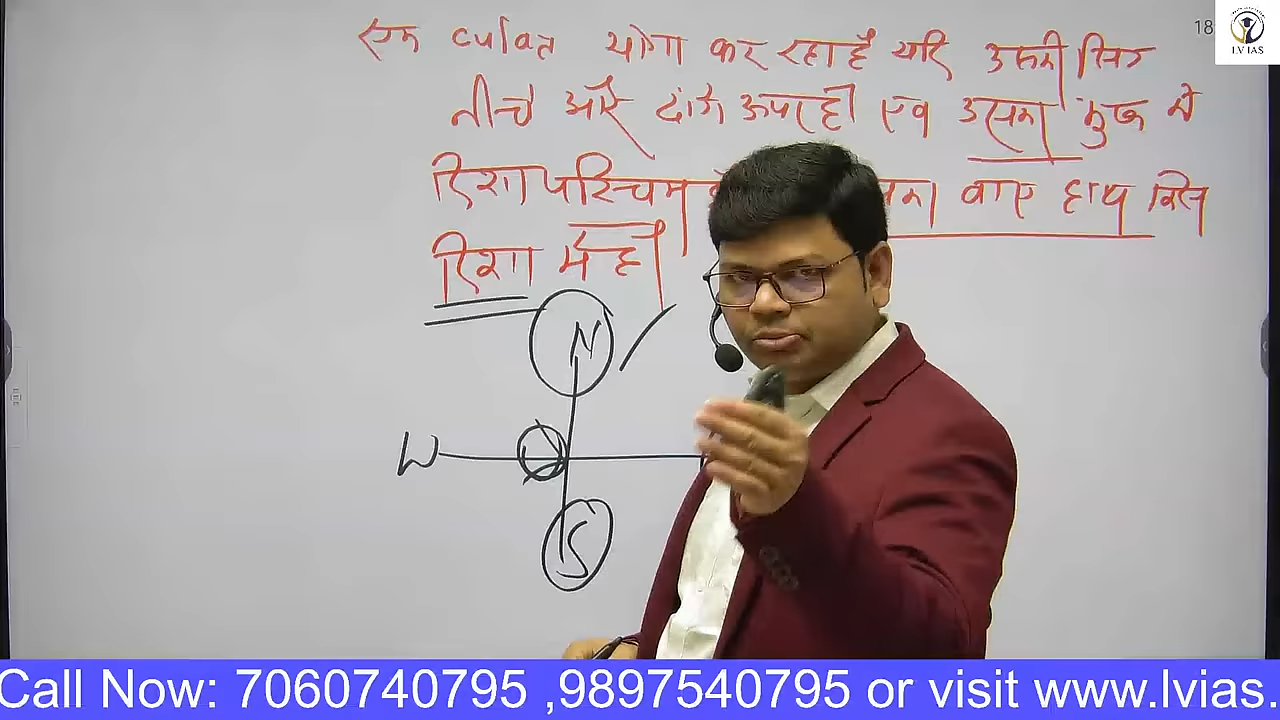 18
LV IAS
एक व्यक्ति योगा कर रहा है यदि उसकी सिर
नीचे और टांगे ऊपर हो एवं उसका मुख
दिशा पश्चिम बाए हाथ किस
दिशा में हो
N
W
S
Call Now: 7060740795 ,9897540795 or visit www.lvias.